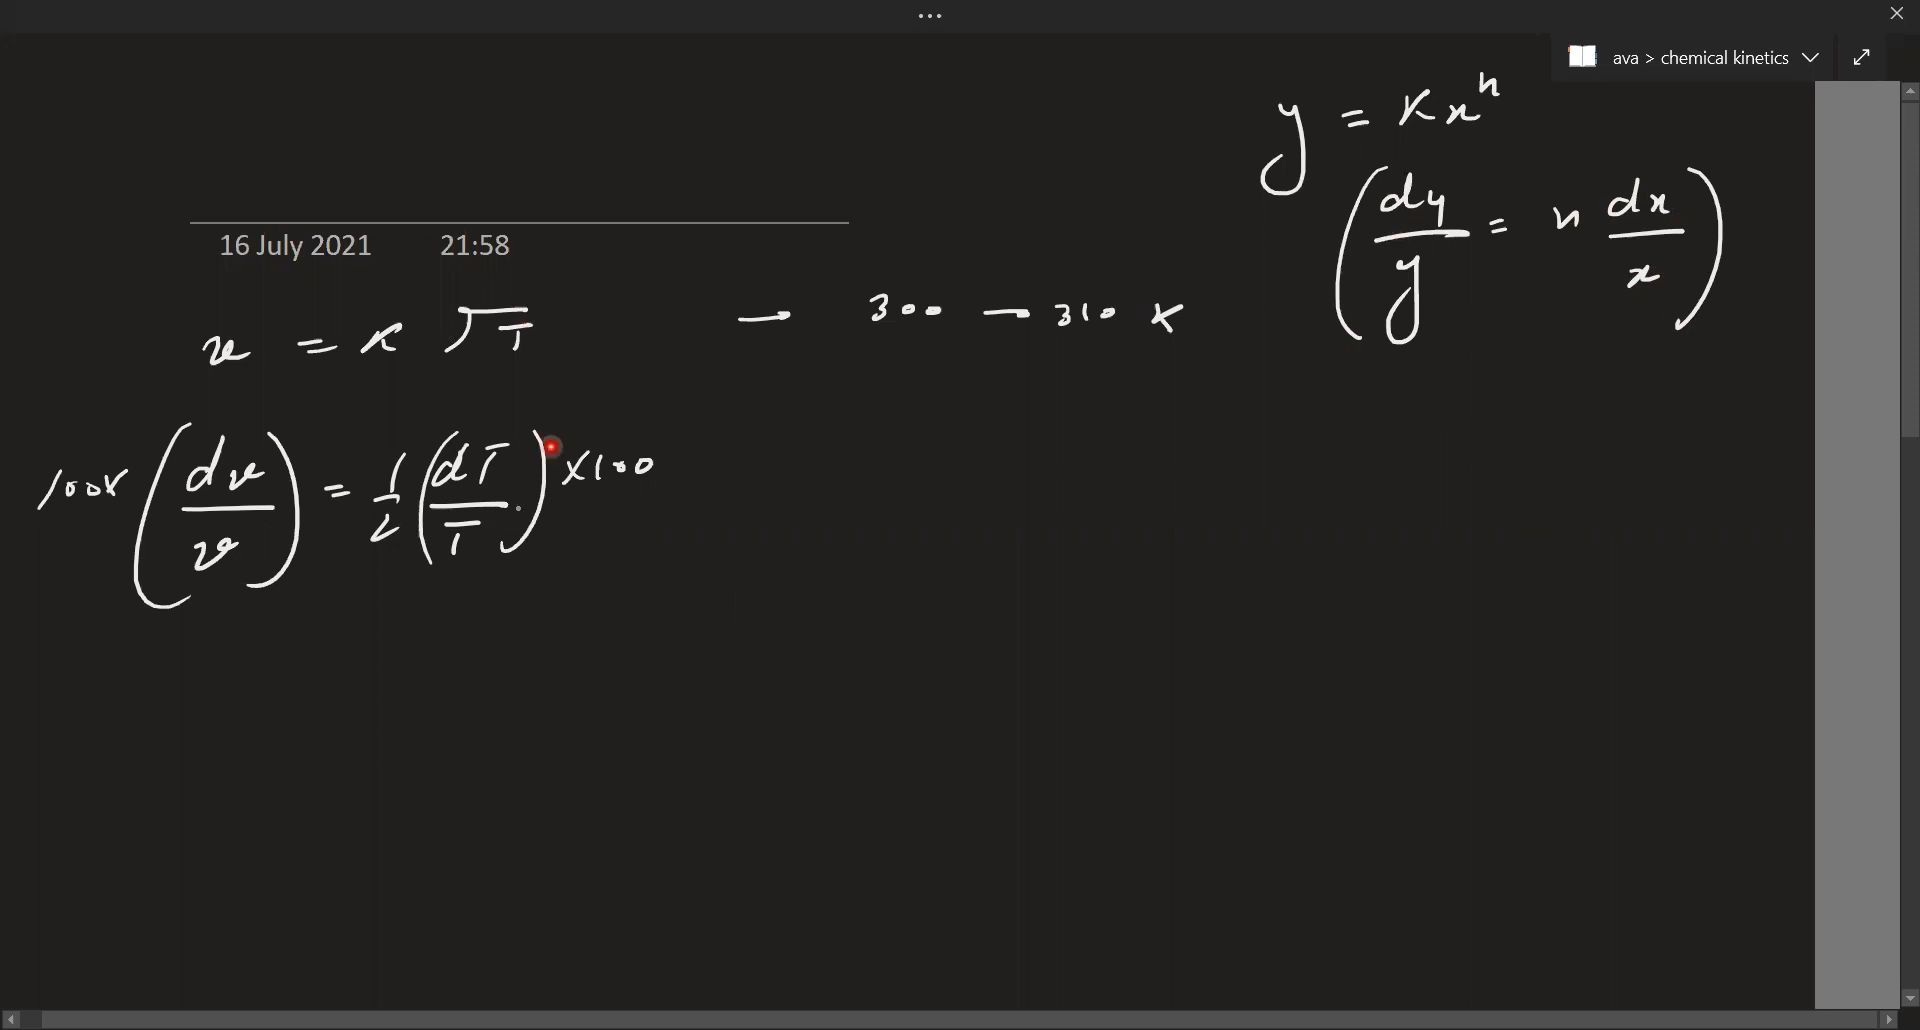 ...
ava > chemical kinetics
y = Kx^n
(dy/y = n dx/x)
16 July 2021 21:58
v = K √T → 300 → 310 K
100× (dv/v) = 1/2 (dT/T) ×100